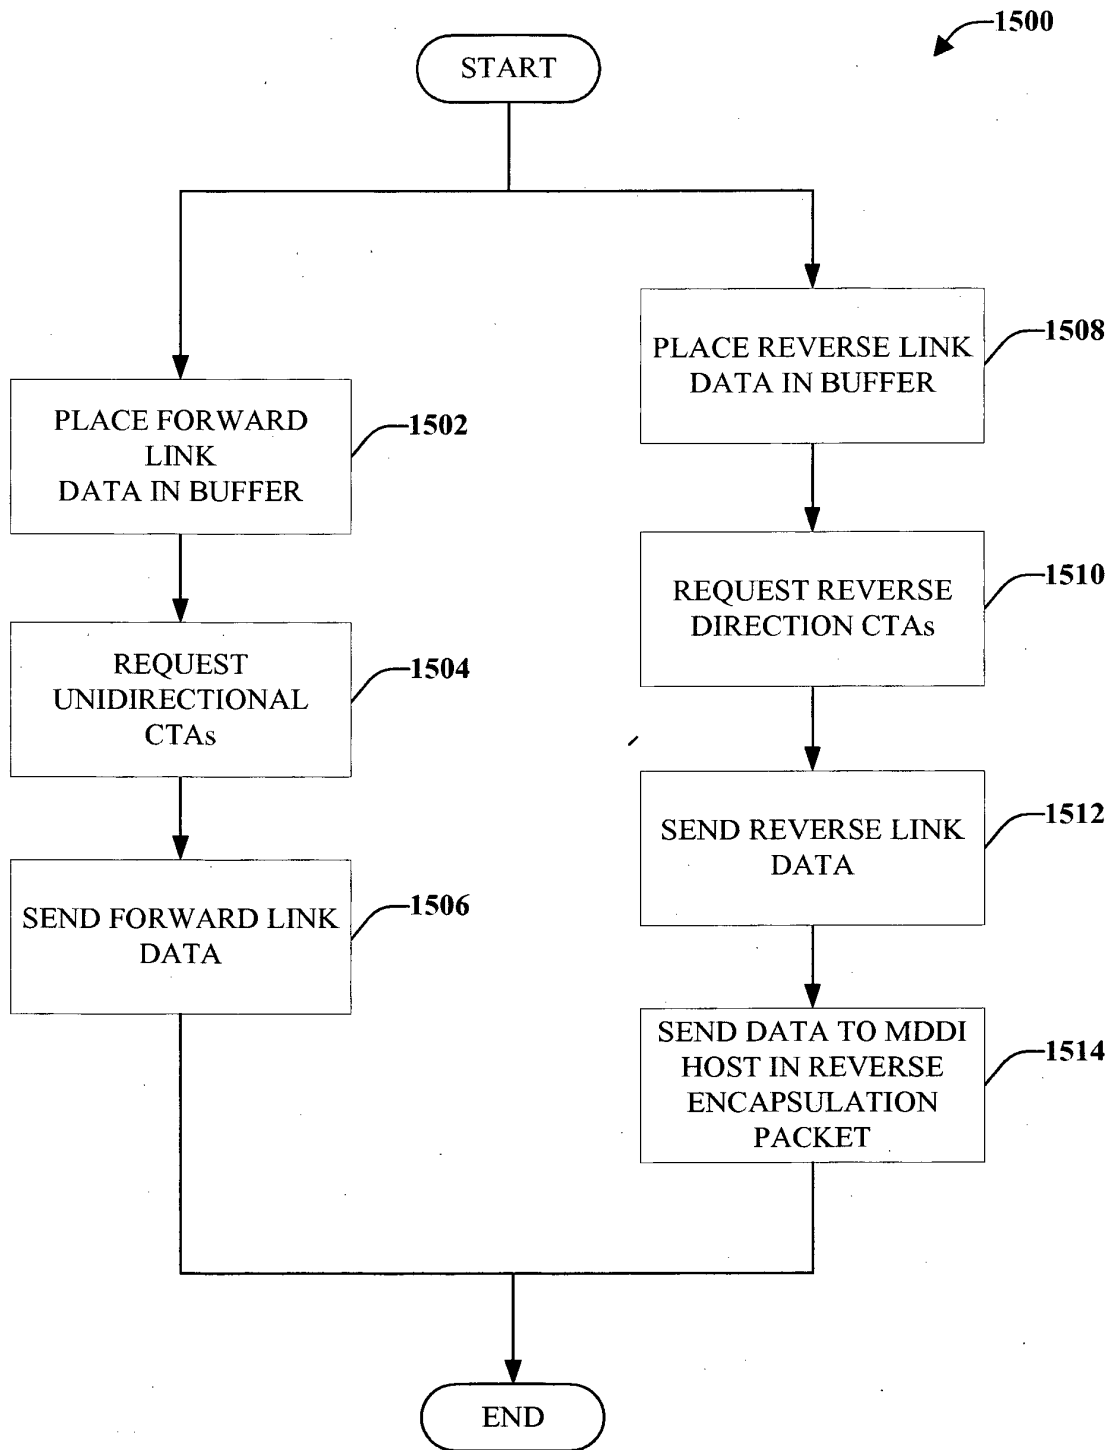 1500
START
PLACE FORWARD
LINK
DATA IN BUFFER
1502
REQUEST
UNIDIRECTIONAL
CTAs
1504
SEND FORWARD LINK
DATA
1506
PLACE REVERSE LINK
DATA IN BUFFER
1508
REQUEST REVERSE
DIRECTION CTAs
1510
SEND REVERSE LINK
DATA
1512
SEND DATA TO MDDI
HOST IN REVERSE
ENCAPSULATION
PACKET
1514
END